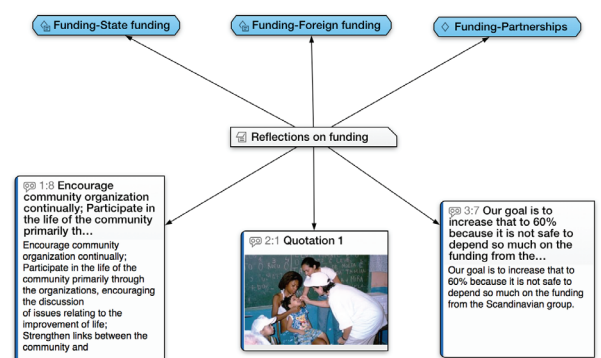 Funding-State funding
Funding-Foreign funding
Funding-Partnerships
Reflections on funding
1:8 Encourage
community organization
continually; Participate in
the life of the community
primarily th...
Encourage community
organization continually;
Participate in the life of the
community primarily through
the organizations, encouraging
the discussion
of issues relating to the
improvement of life;
Strengthen links between the
community and
2:1 Quotation 1
3:7 Our goal is to
increase that to 60%
because it is not safe to
depend so much on the
funding from the...
Our goal is to increase that to
60% because it is not safe to
depend so much on the funding
from the Scandinavian group.